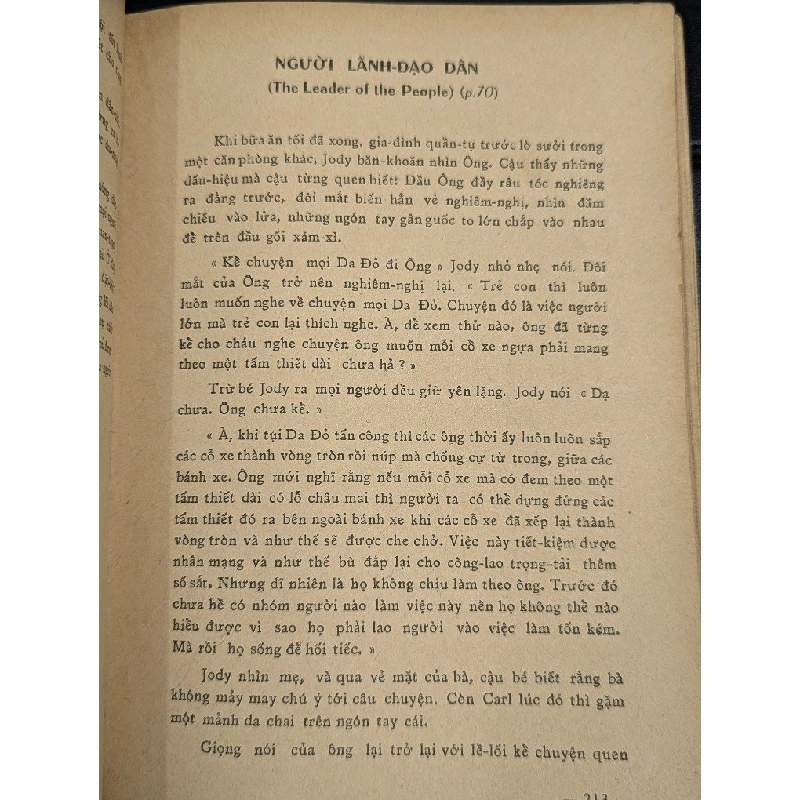 NGƯỜI LÃNH-ĐẠO DÂN
(The Leader of the People) (p.70)
Khi bữa ăn tối đã xong, gia-đình quần-tụ trước lò sưởi trong
một căn phòng khác, Jody băn-khoăn nhìn Ông. Cậu thấy những
dấu-hiệu mà cậu từng quen biết: Đầu Ông đầy râu tóc nghiêng
ra đằng trước, đôi mắt biến hẳn vẻ nghiêm-nghị, nhìn đăm
chiếu vào lửa, những ngón tay gân guốc to lớn chắp vào nhau
để trên đầu gối xám-xì.
« Kể chuyện mọi Da Đỏ đi Ông » Jody nhỏ nhẹ nói. Đôi
mắt của Ông trở nên nghiêm-nghị lại. « Trẻ con thì luôn
luôn muốn nghe về chuyện mọi Da Đỏ. Chuyện đó là việc người
lớn mà trẻ con lại thích nghe. À, để xem thử nào, ông đã từng
kể cho cháu nghe chuyện ông muốn mỗi cỗ xe ngựa phải mang
theo một tấm thiết dài chưa hả ? »
Trừ bé Jody ra mọi người đều giữ yên lặng. Jody nói « Dạ
chưa. Ông chưa kể. »
« À, khi tụi Da Đỏ tấn công thì các ông thời ấy luôn luôn sắp
các cỗ xe thành vòng tròn rồi núp mà chống cự từ trong, giữa các
bánh xe. Ông mới nghĩ rằng nếu mỗi cỗ xe mà có đem theo một
tấm thiết dài có lỗ châu mai thì người ta có thể dựng đứng các
tấm thiết đó ra bên ngoài bánh xe khi các cỗ xe đã xếp lại thành
vòng tròn và như thế sẽ được che chở. Việc này tiết-kiệm được
nhân mạng và như thế bù đáp lại cho công-lao trọng-tải thêm
số sắt. Nhưng dĩ nhiên là họ không chịu làm theo ông. Trước đó
chưa hề có nhóm người nào làm việc này nên họ không thể nào
hiểu được vì sao họ phải lao người vào việc làm tốn kém.
Mà rồi họ sống để hối tiếc. »
Jody nhìn mẹ, và qua vẻ mặt của bà, cậu bé biết rằng bà
không mảy may chú ý tới câu chuyện. Còn Carl lúc đó thì gặm
một mảnh da chai trên ngón tay cái.
Giọng nói của ông lại trở lại với lề-lối kể chuyện quen
213